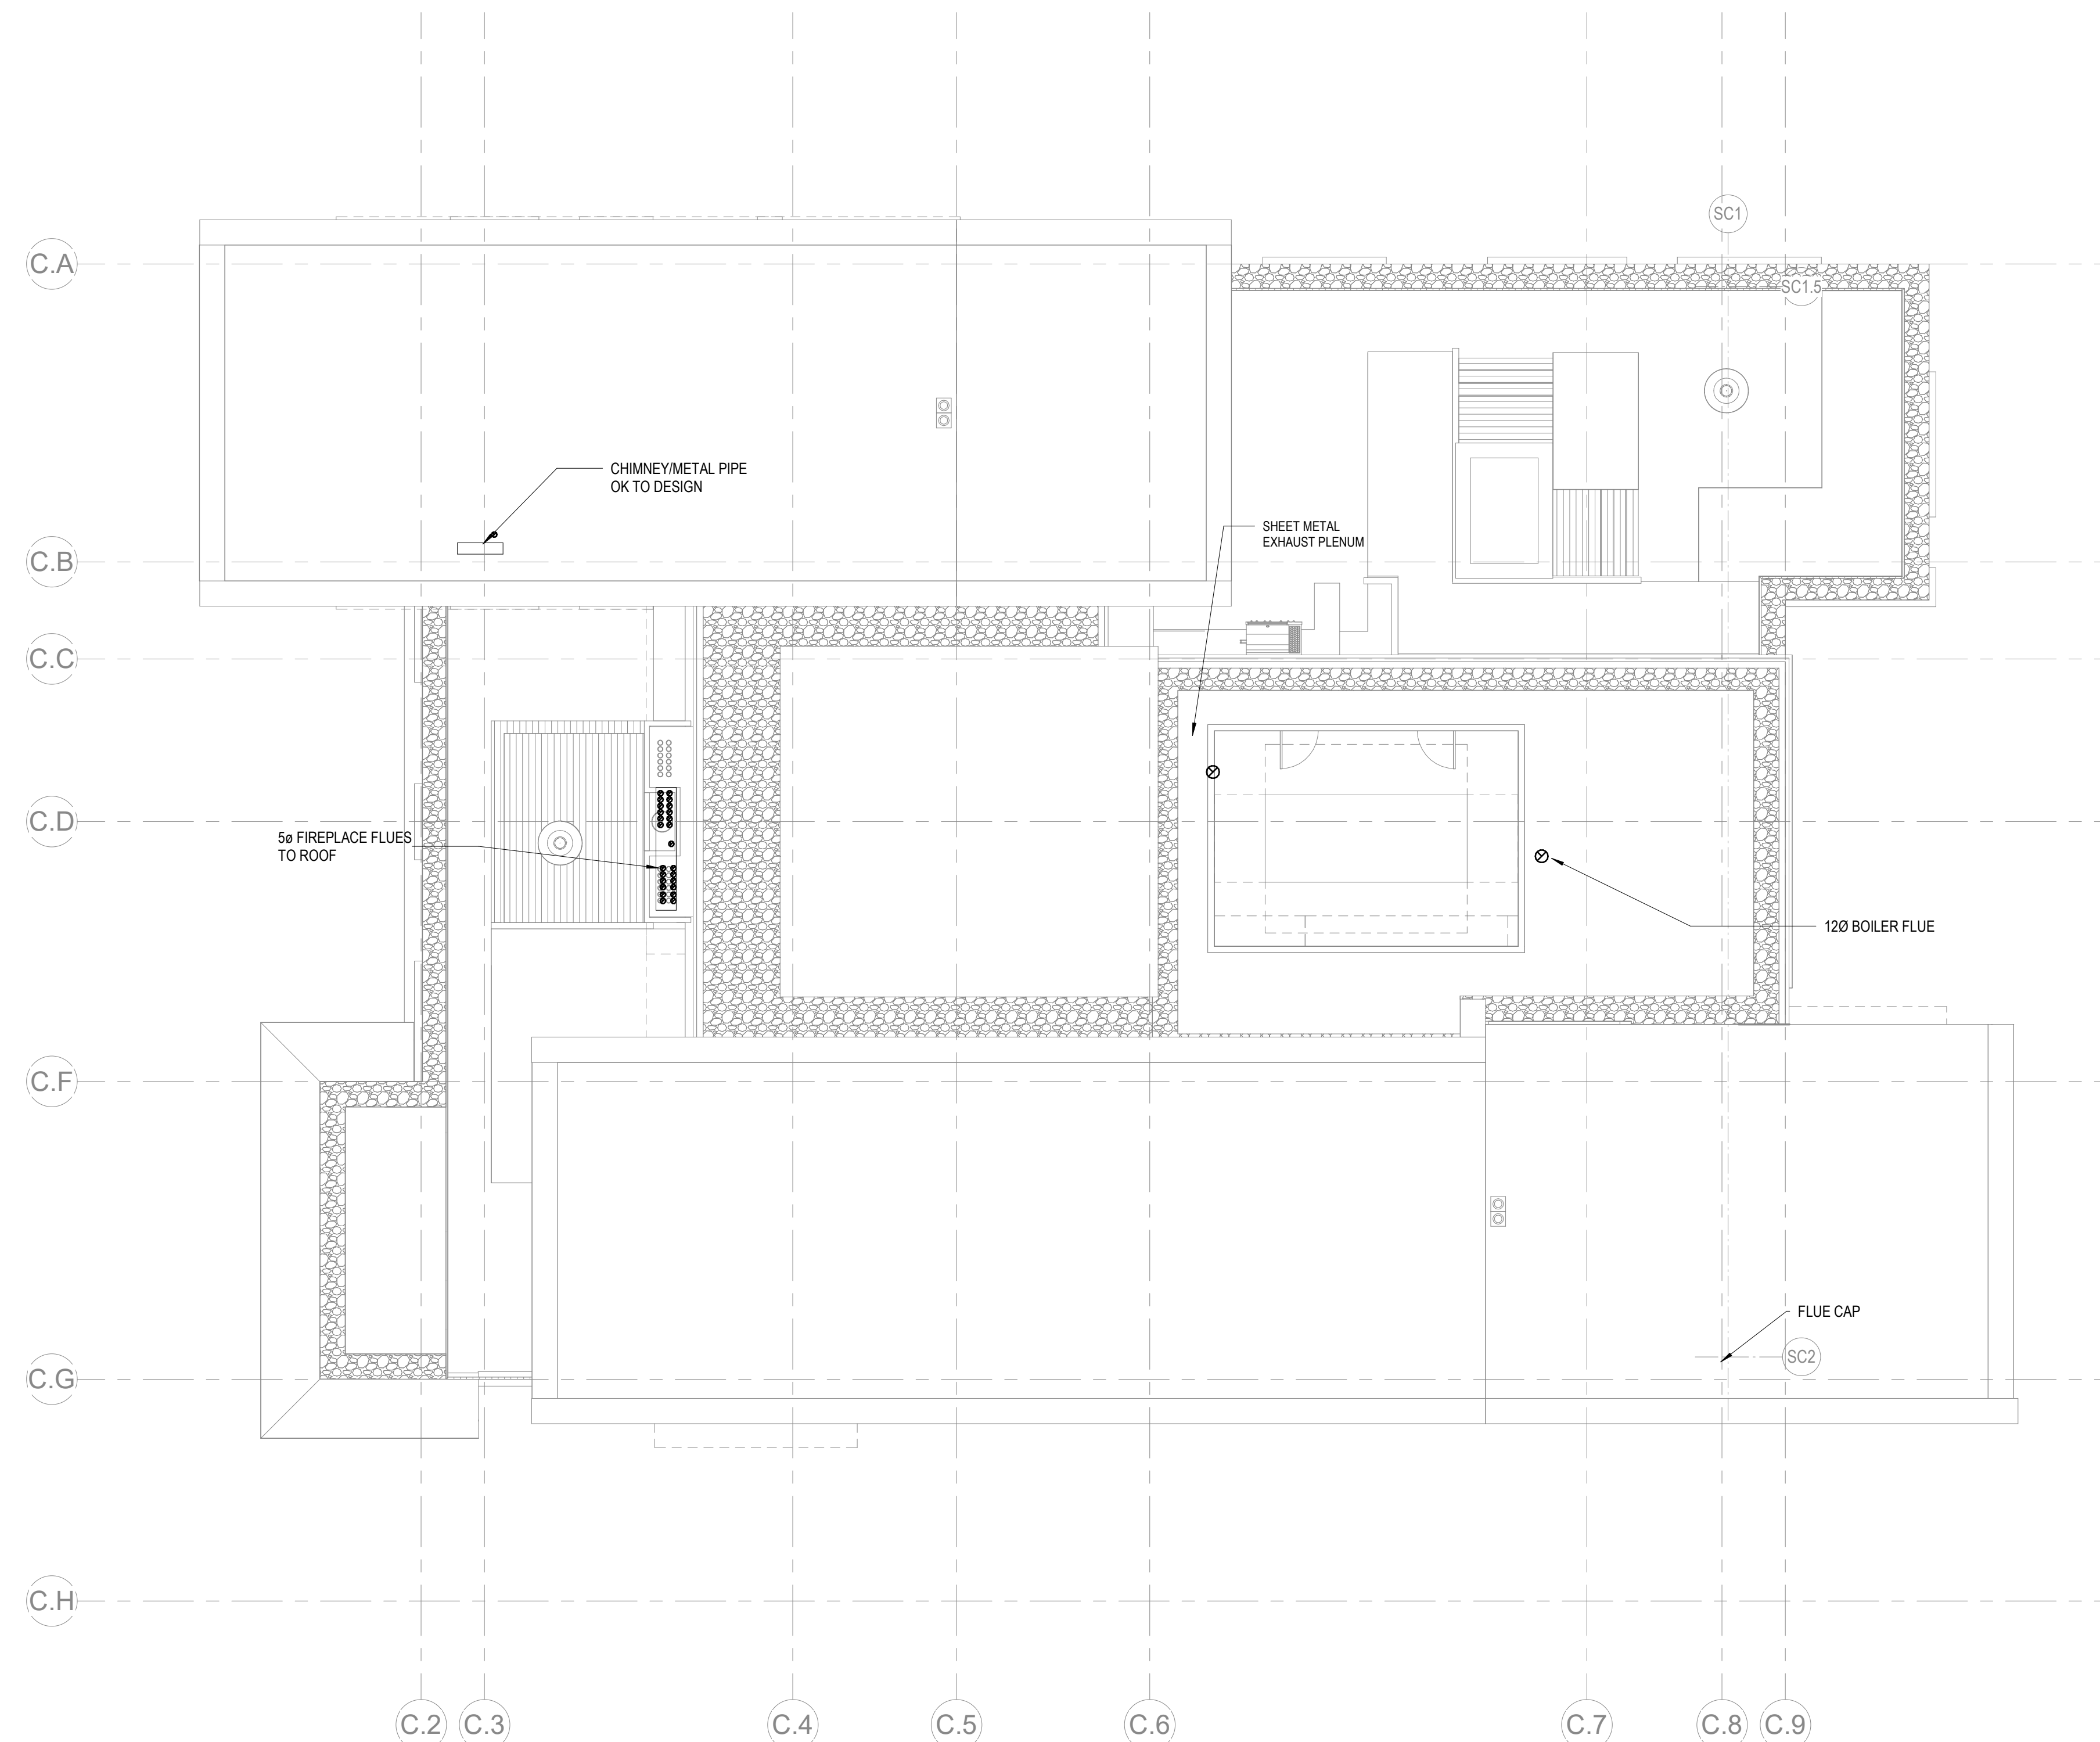 SC1
C.A
SC1.5
CHIMNEY/METAL PIPE
OK TO DESIGN
SHEET METAL
EXHAUST PLENUM
C.B
C.C
C.D
5ø FIREPLACE FLUES
TO ROOF
12Ø BOILER FLUE
C.F
FLUE CAP
SC2
C.G
C.H
C.2
C.3
C.4
C.5
C.6
C.7
C.8
C.9